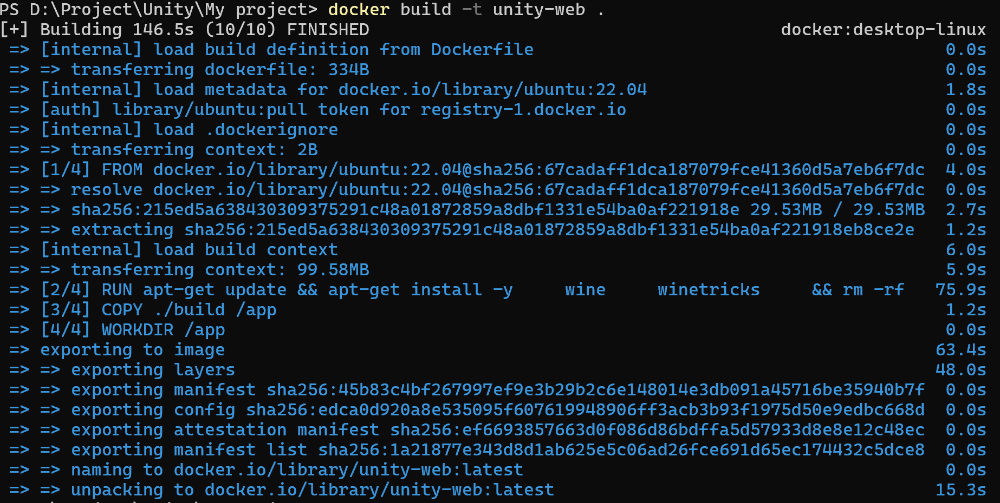 PS D:\Project\Unity\My project> docker build -t unity-web .
[+] Building 146.5s (10/10) FINISHED docker:desktop-linux
=> [internal] load build definition from Dockerfile 0.0s
=> => transferring dockerfile: 334B 0.0s
=> [internal] load metadata for docker.io/library/ubuntu:22.04 1.8s
=> [auth] library/ubuntu:pull token for registry-1.docker.io 0.0s
=> [internal] load .dockerignore 0.0s
=> => transferring context: 2B 0.0s
=> [1/4] FROM docker.io/library/ubuntu:22.04@sha256:67cadaff1dca187079fce41360d5a7eb6f7dc 4.0s
=> => resolve docker.io/library/ubuntu:22.04@sha256:67cadaff1dca187079fce41360d5a7eb6f7dc 0.0s
=> => sha256:215ed5a638430309375291c48a01872859a8dbf1331e54ba0af221918e 29.53MB / 29.53MB 2.7s
=> => extracting sha256:215ed5a638430309375291c48a01872859a8dbf1331e54ba0af221918eb8ce2e 1.2s
=> [internal] load build context 6.0s
=> => transferring context: 99.58MB 5.9s
=> [2/4] RUN apt-get update && apt-get install -y     wine     winetricks     && rm -rf 75.9s
=> [3/4] COPY ./build /app 1.2s
=> [4/4] WORKDIR /app 0.0s
=> exporting to image 63.4s
=> => exporting layers 48.0s
=> => exporting manifest sha256:45b83c4bf267997ef9e3b29b2c6e148014e3db091a45716be35940b7f 0.0s
=> => exporting config sha256:edca0d920a8e535095f607619948906ff3acb3b93f1975d50e9edbc668d 0.0s
=> => exporting attestation manifest sha256:ef6693857663d0f086d86bdffa5d57933d8e8e12c48ec 0.0s
=> => exporting manifest list sha256:1a21877e343d8d1ab625e5c06ad26fce691d65ec174432c5dce8 0.0s
=> => naming to docker.io/library/unity-web:latest 0.0s
=> => unpacking to docker.io/library/unity-web:latest 15.3s